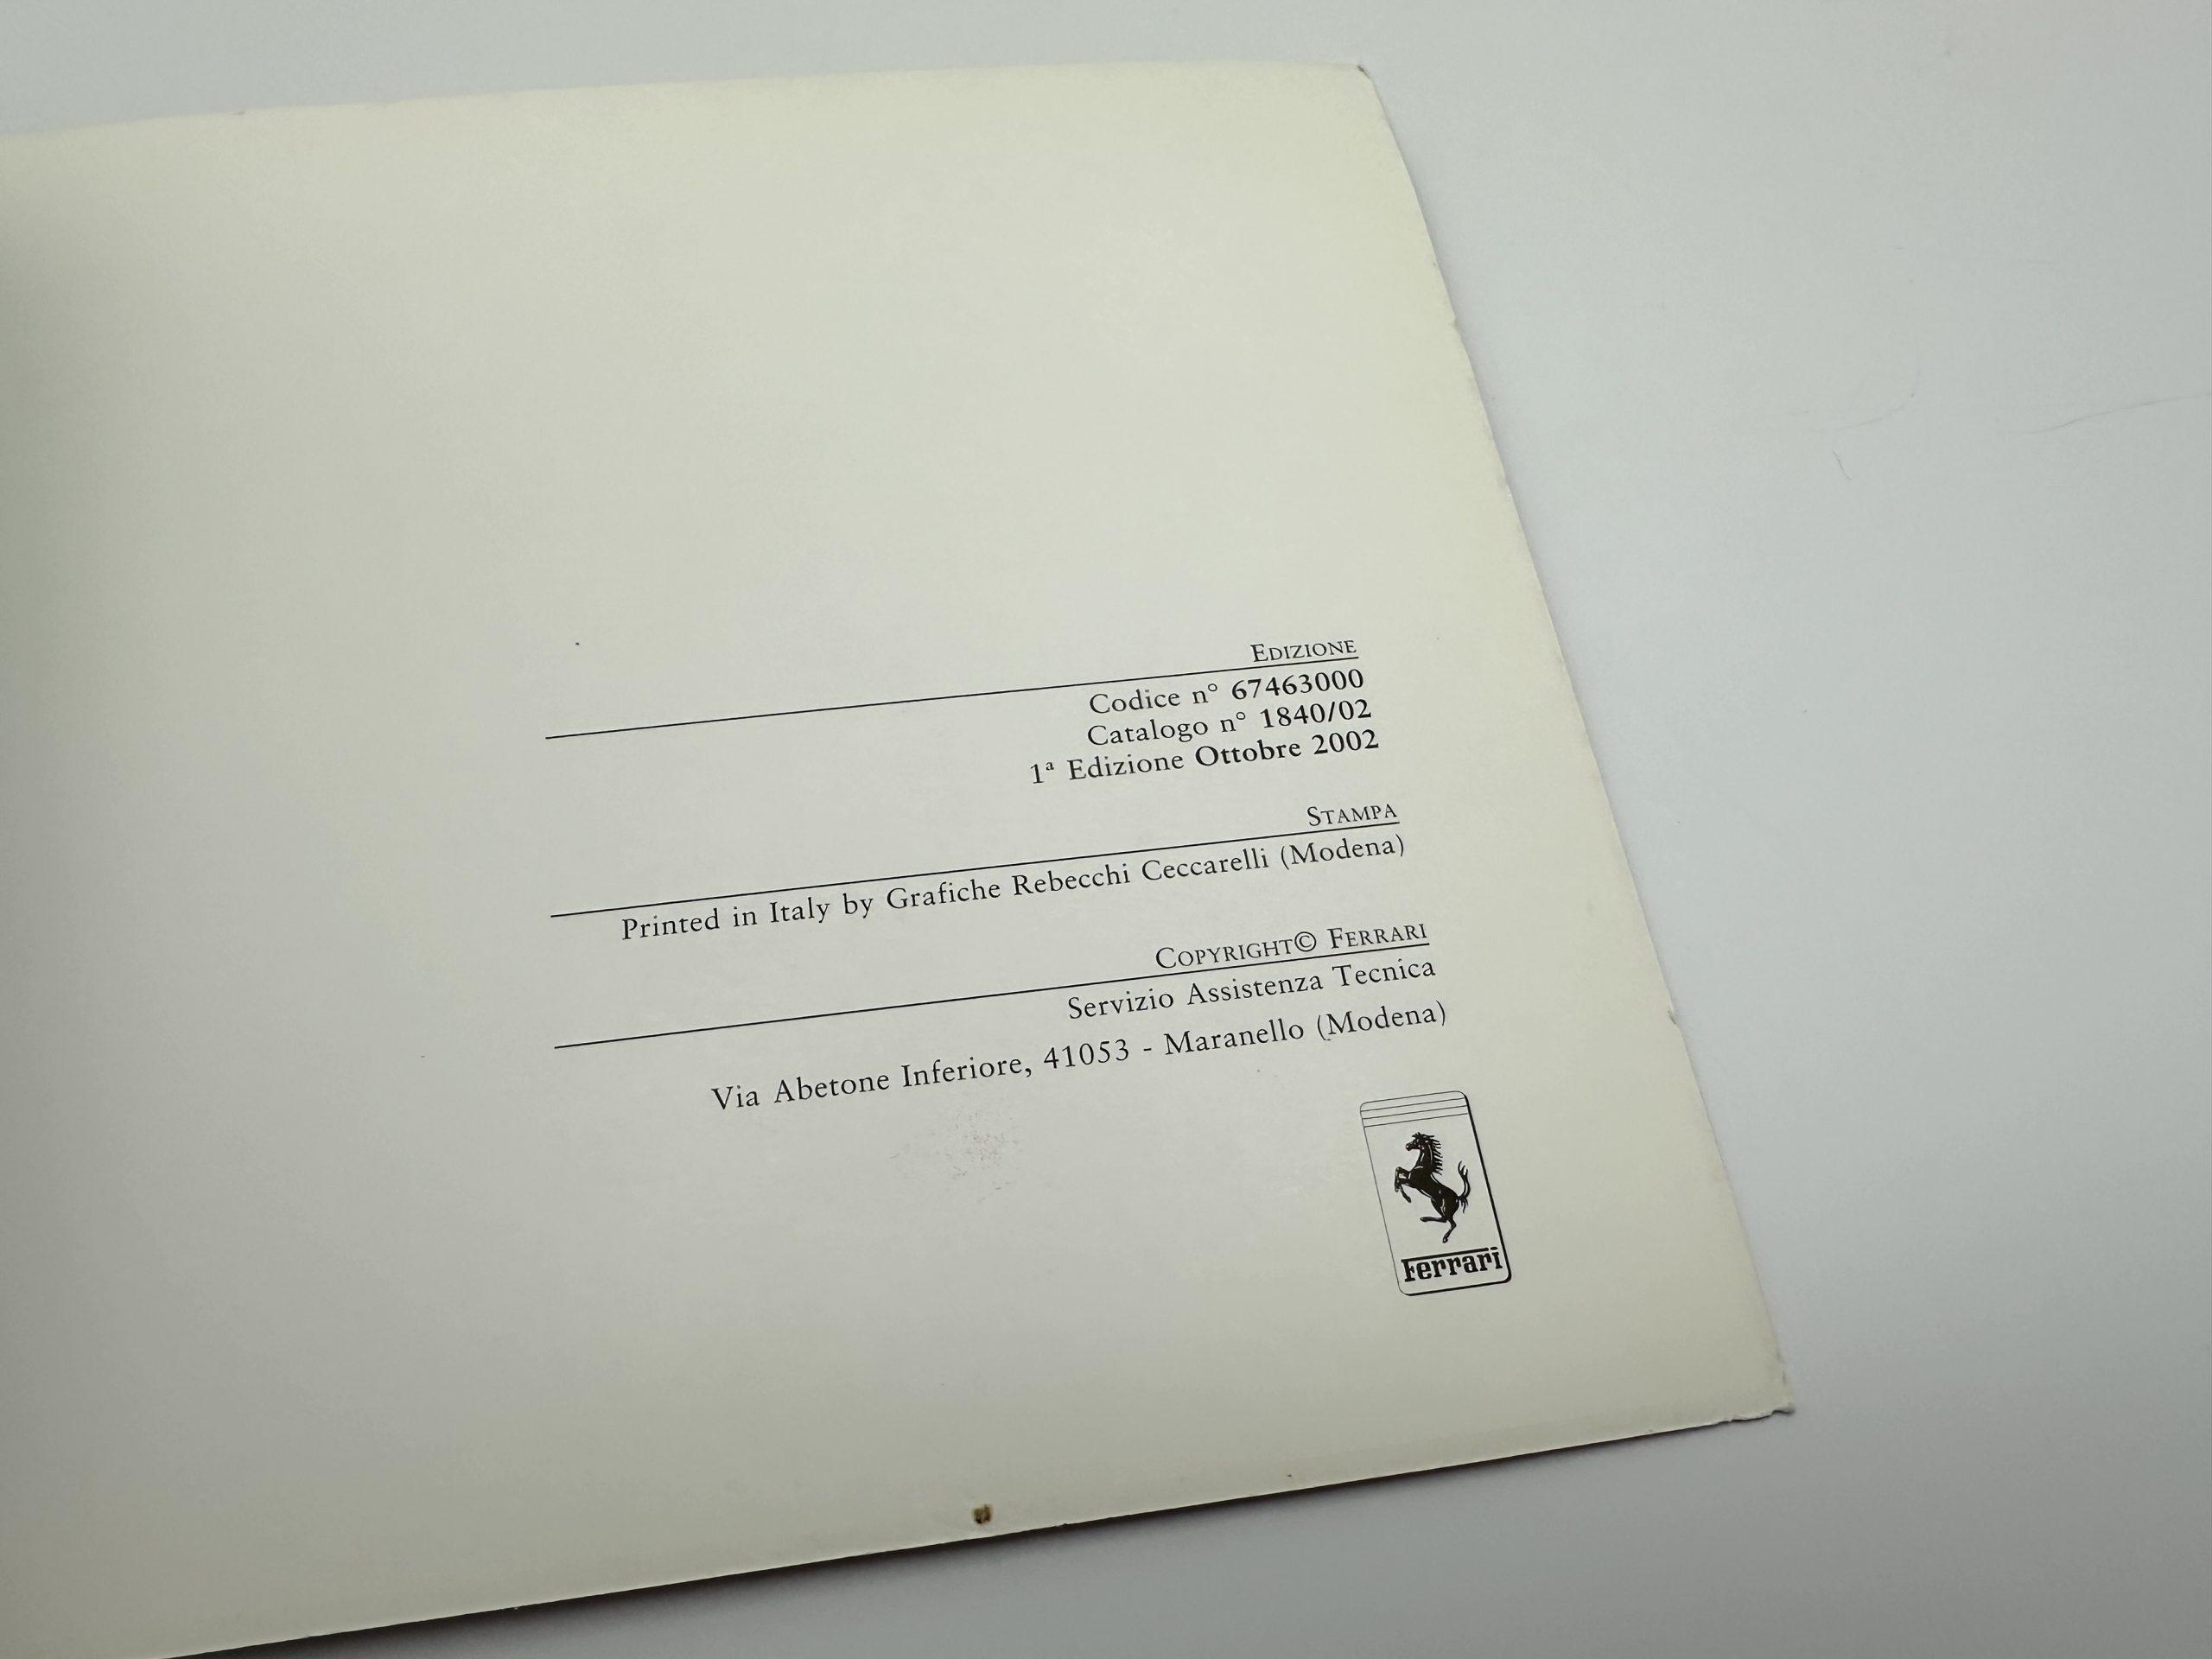 EDIZIONE
Codice n° 67463000
Catalogo n° 1840/02
1ª Edizione Ottobre 2002
STAMPA
Printed in Italy by Grafiche Rebecchi Ceccarelli (Modena)
COPYRIGHT© FERRARI
Servizio Assistenza Tecnica
Via Abetone Inferiore, 41053 - Maranello (Modena)
Ferrari